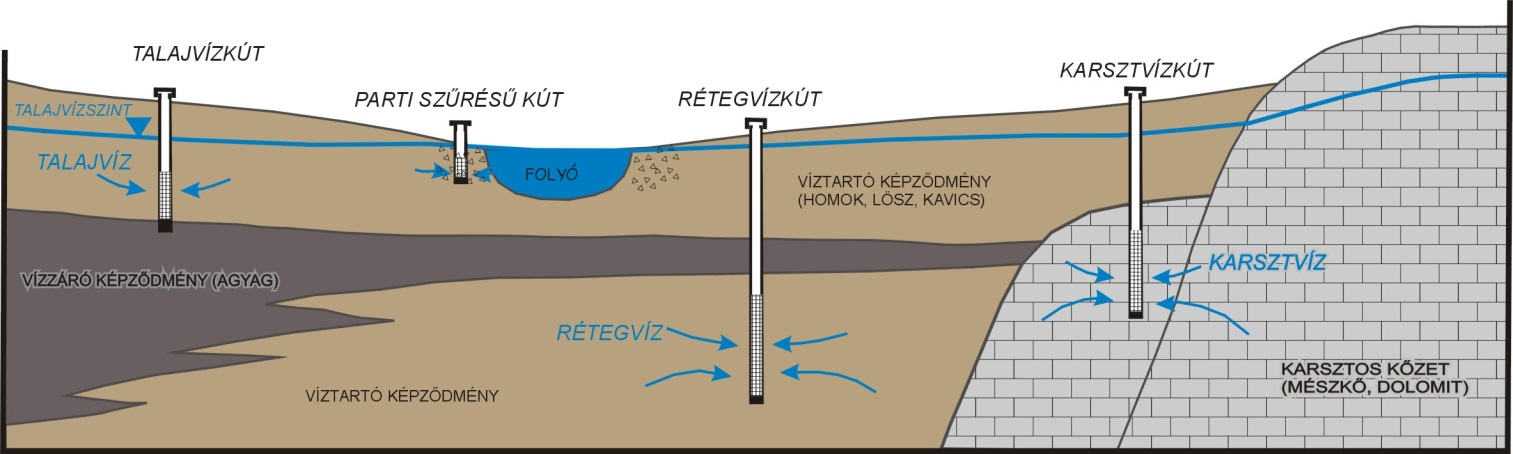 TALAJVÍZKÚT
PARTI SZŰRÉSŰ KÚT
RÉTEGVÍZKÚT
KARSZTVÍZKÚT
TALAJVÍZSZINT
TALAJVÍZ
FOLYÓ
VÍZTARTÓ KÉPZŐDMÉNY
(HOMOK, LÖSZ, KAVICS)
VÍZZÁRÓ KÉPZŐDMÉNY (AGYAG)
KARSZTVÍZ
RÉTEGVÍZ
VÍZTARTÓ KÉPZŐDMÉNY
KARSZTOS KŐZET
(MÉSZKŐ, DOLOMIT)